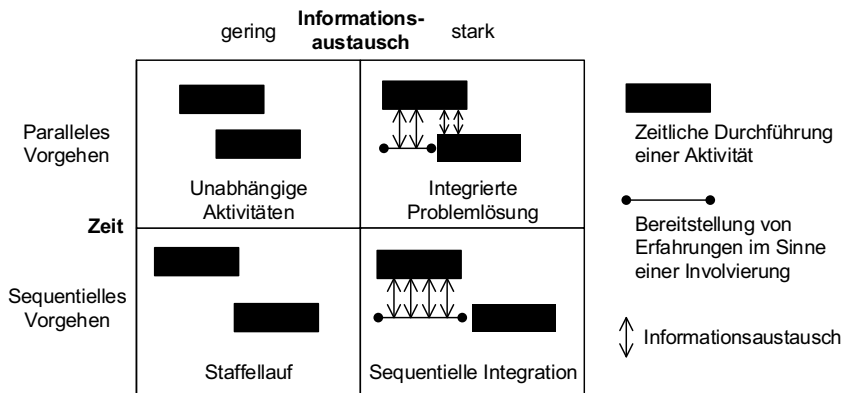 gering
Informations-
austausch
stark
Paralleles
Vorgehen
Unabhängige
Aktivitäten
Integrierte
Problemlösung
Zeit
Sequentielles
Vorgehen
Staffellauf
Sequentielle Integration
Zeitliche Durchführung
einer Aktivität
Bereitstellung von
Erfahrungen im Sinne
einer Involvierung
Informationsaustausch